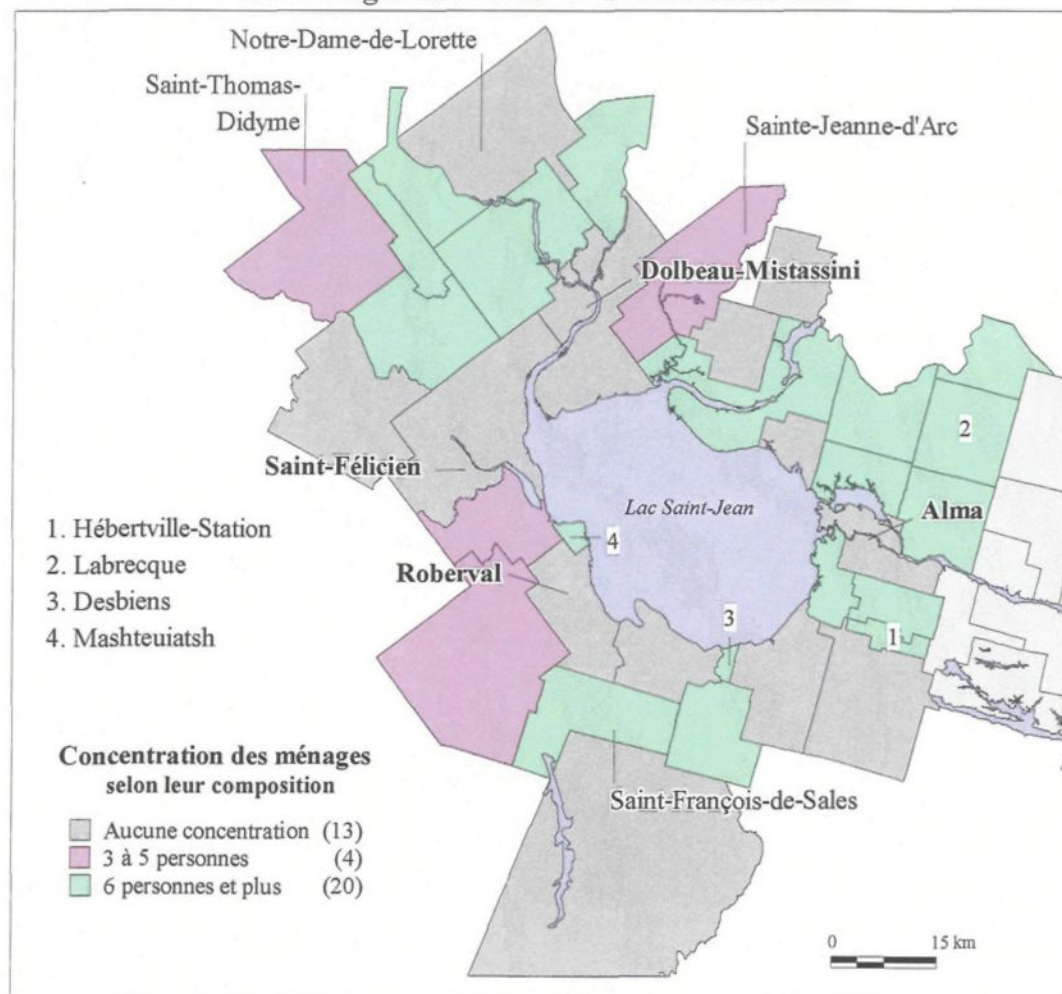 Notre-Dame-de-Lorette
Saint-Thomas-
Didyme
Sainte-Jeanne-d'Arc
Dolbeau-Mistassini
2
Saint-Félicien
Lac Saint-Jean
Alma
4
Roberval
1. Hébertville-Station
2. Labrecque
3. Desbiens
4. Mashteuiatsh
3
1
Concentration des ménages
selon leur composition
Aucune concentration (13)
3 à 5 personnes (4)
6 personnes et plus (20)
Saint-François-de-Sales
0 15 km